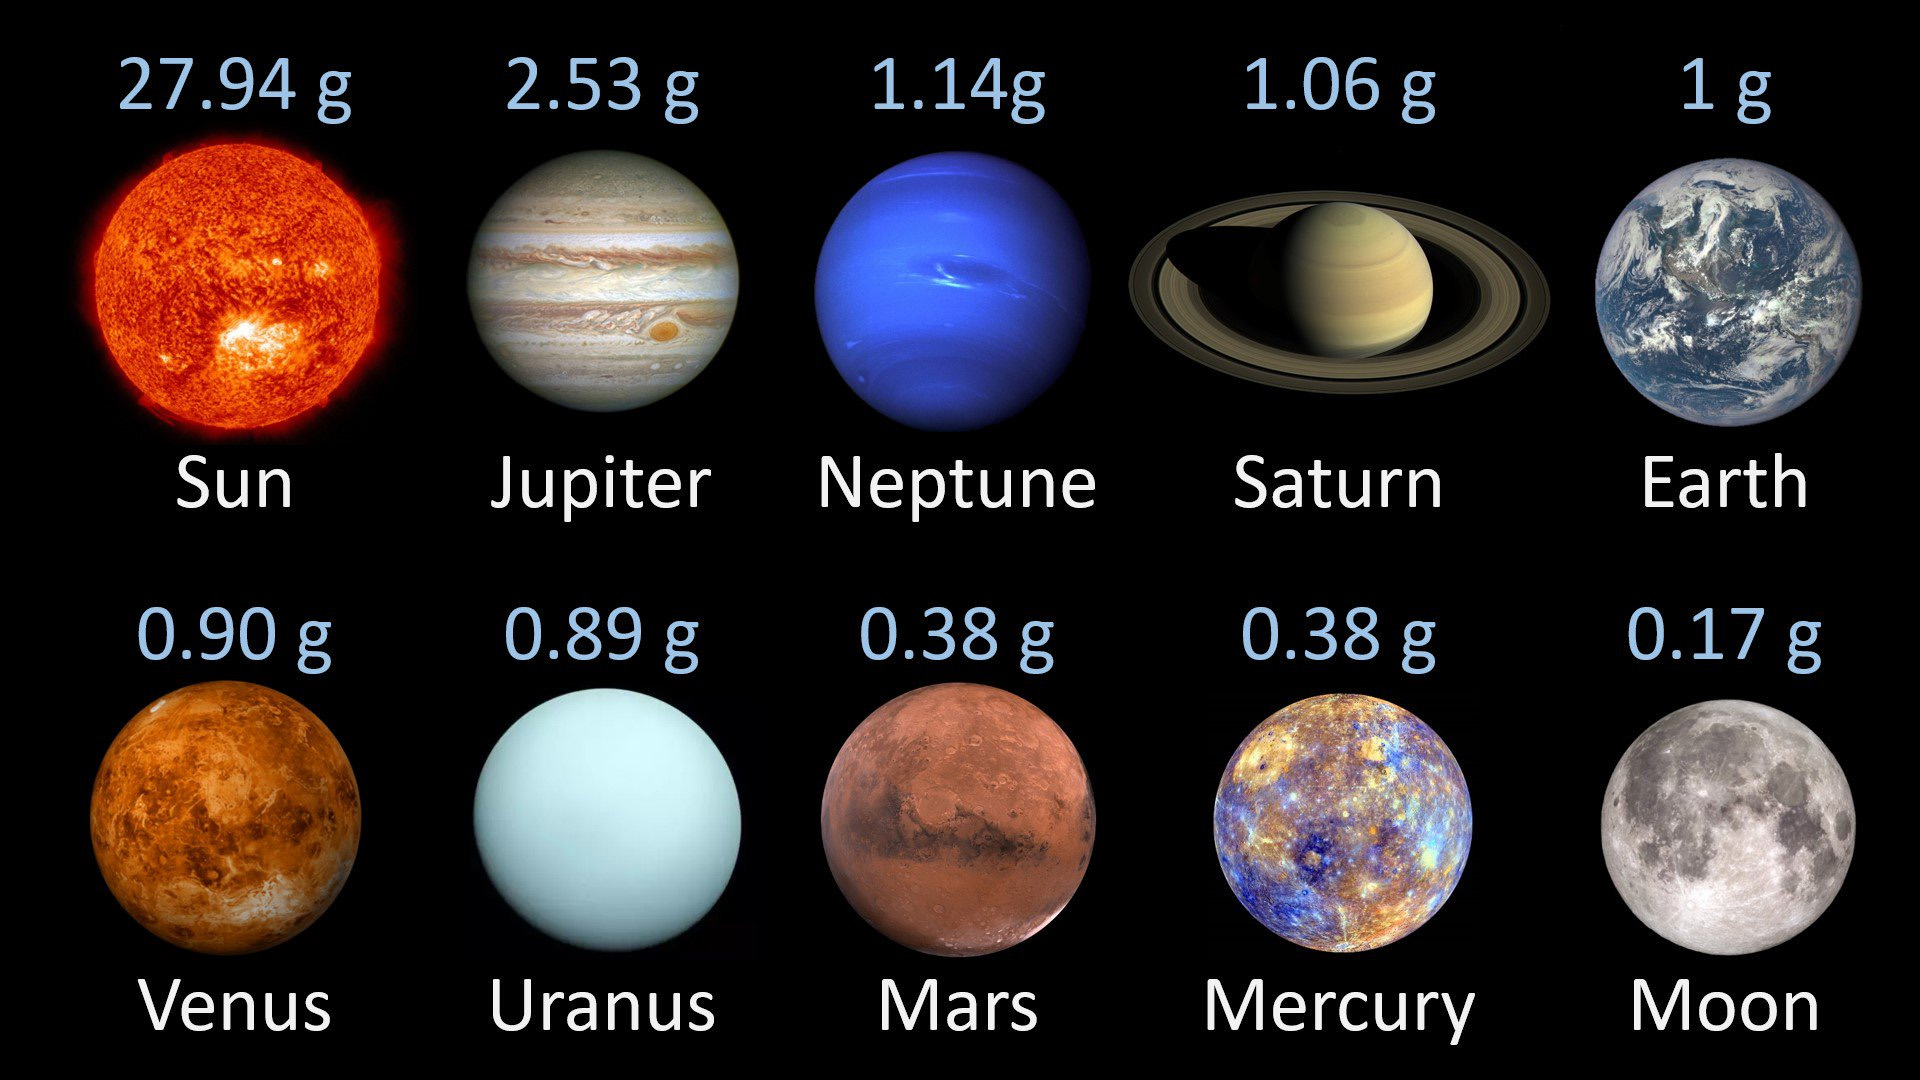 27.94 g 2.53 g 1.14g 1.06 g 1 g
Sun Jupiter Neptune Saturn Earth
0.90 g 0.89 g 0.38 g 0.38 g 0.17 g
Venus Uranus Mars Mercury Moon